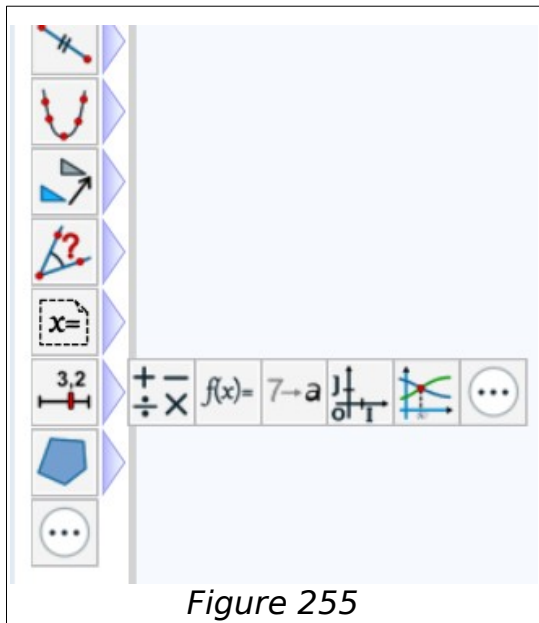 ?
x=
3,2
+ − ÷ × f(x)= 7→a J O I
Figure 255